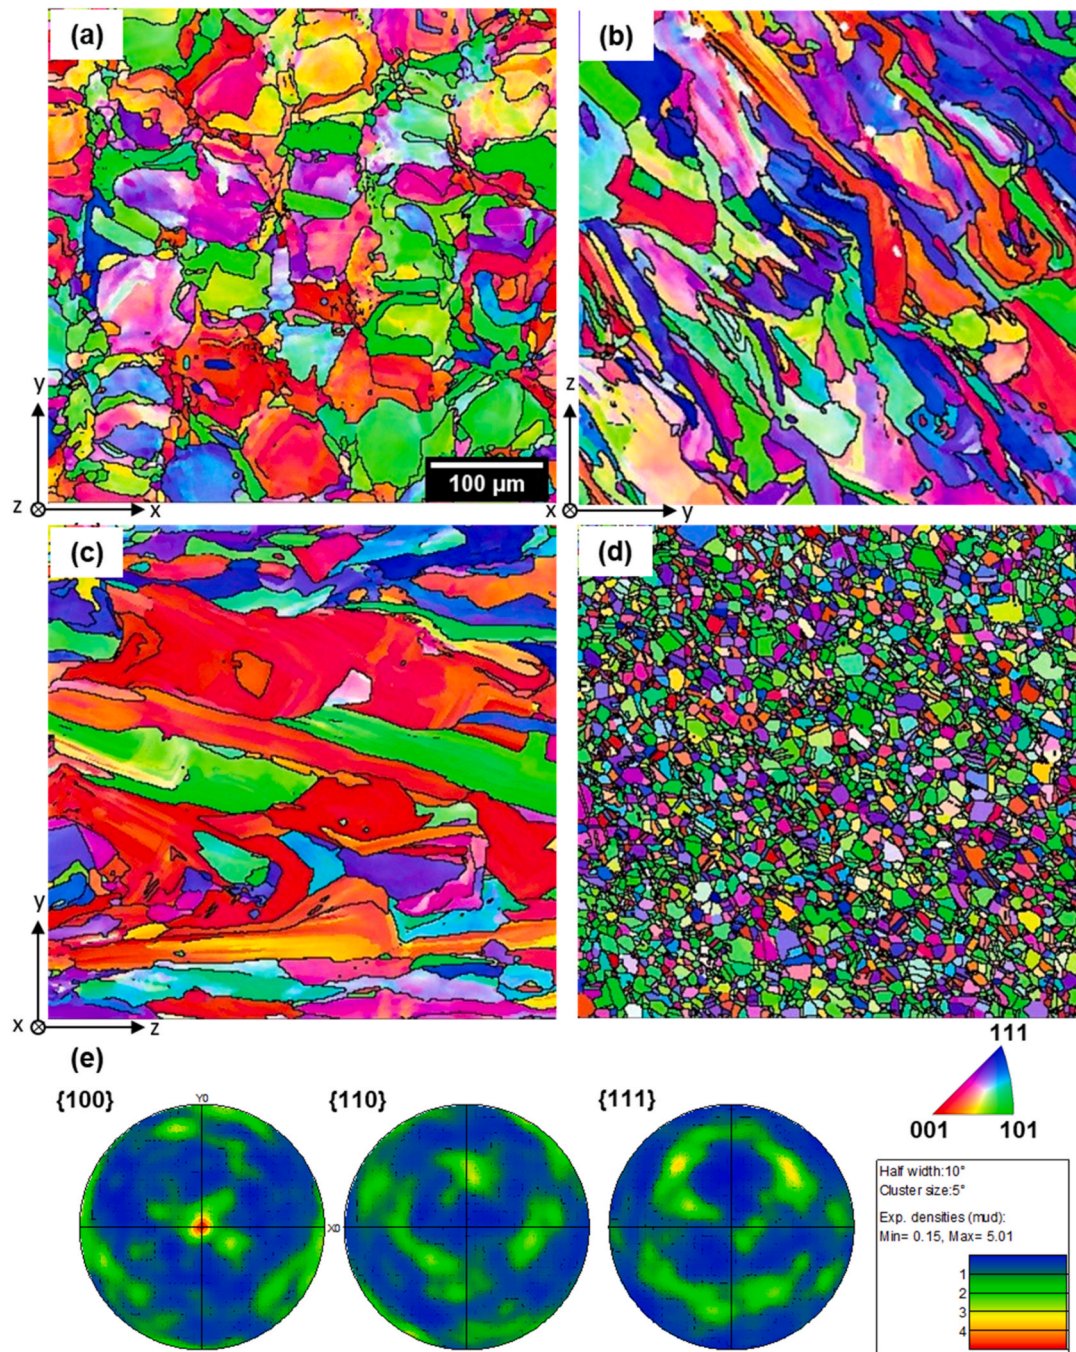 (a)
(b)
y
z
x
100 µm
z
x
y
(c)
(d)
y
x
z
(e)
{100}
Y0
{110}
{111}
X0
111
001
101
Half width:10°
Cluster size:5°
Exp. densities (mud):
Min= 0.15, Max= 5.01
1
2
3
4